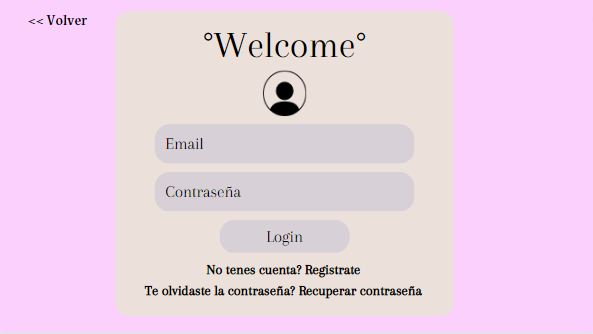 << Volver
°Welcome°
Email
Contraseña
Login
No tenes cuenta? Registrate
Te olvidaste la contraseña? Recuperar contraseña